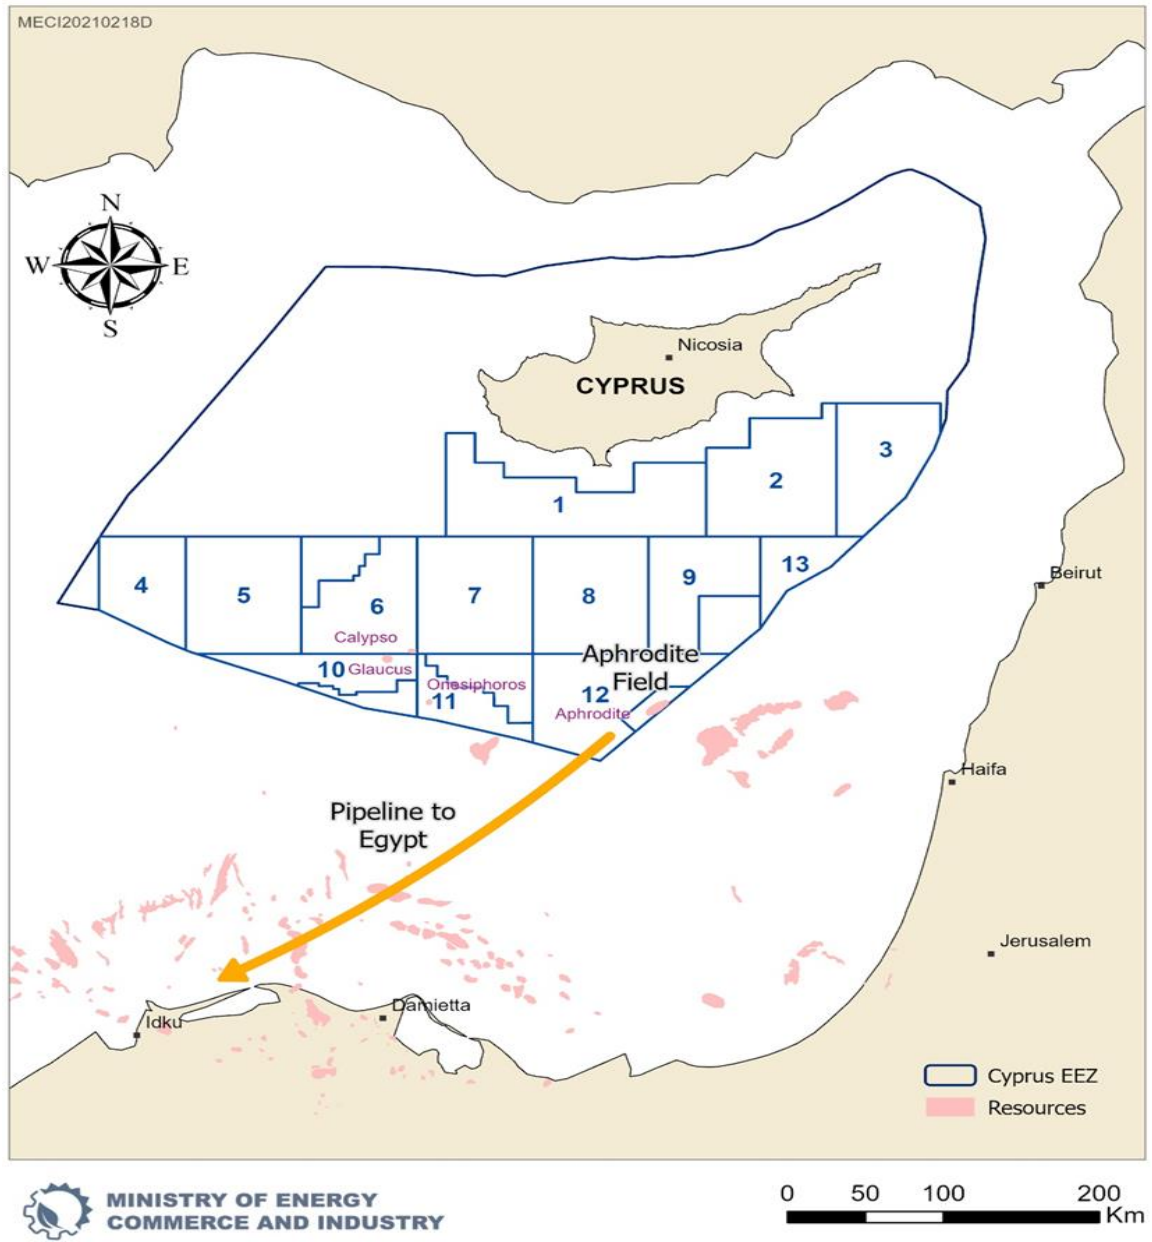 MECI20210218D
N
W
E
S
Nicosia
CYPRUS
3
2
1
13
Beirut
4
5
6
7
8
9
Calypso
10
Glaucus
Onesiphoros
11
Aphrodite
Field
12
Aphrodite
Haifa
Pipeline to
Egypt
Jerusalem
Damietta
Idku
Cyprus EEZ
Resources
MINISTRY OF ENERGY
COMMERCE AND INDUSTRY
0 50 100 200
Km